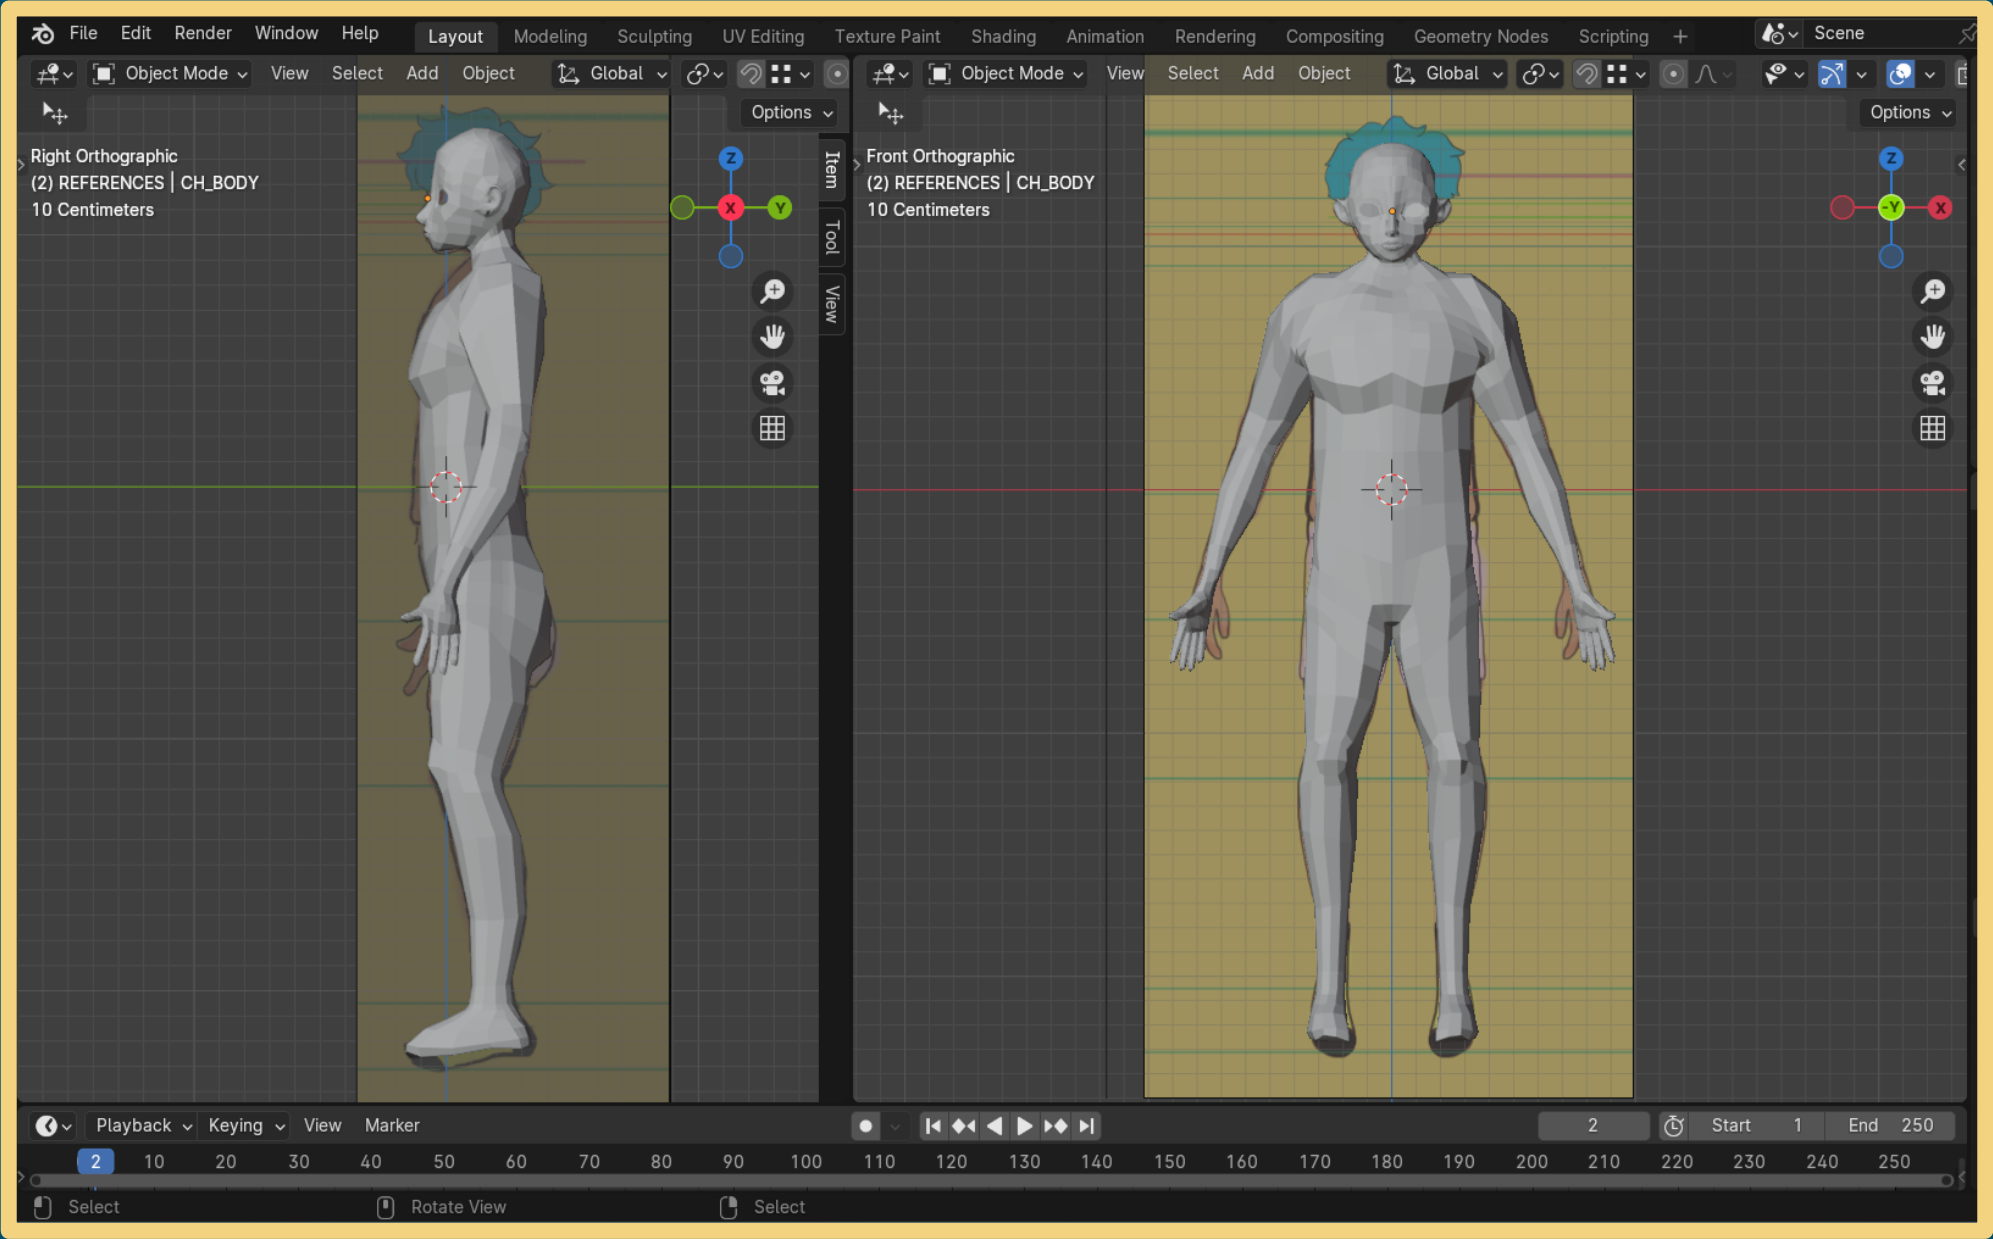 File Edit Render Window Help Layout Modeling Sculpting UV Editing Texture Paint Shading Animation Rendering Compositing Geometry Nodes Scripting + Scene
Object Mode View Select Add Object Global
Object Mode View Select Add Object Global
Options
Options
Right Orthographic
(2) REFERENCES | CH_BODY
10 Centimeters
Z
X
Y
Item
Tool
View
Front Orthographic
(2) REFERENCES | CH_BODY
10 Centimeters
Z
-Y
X
Playback Keying View Marker
2
Start 1
End 250
2 10 20 30 40 50 60 70 80 90 100 110 120 130 140 150 160 170 180 190 200 210 220 230 240 250
Select Rotate View Select